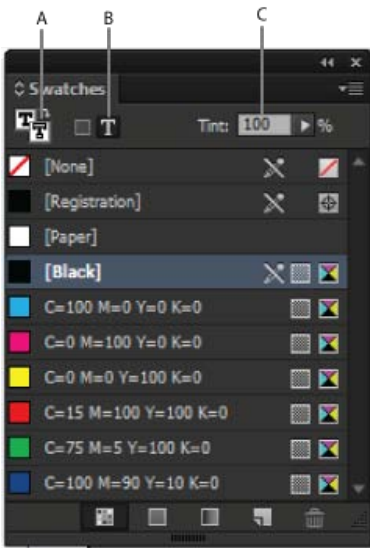 A B C
Swatches
T T T Tint: 100 %
[None]
[Registration]
[Paper]
[Black]
C=100 M=0 Y=0 K=0
C=0 M=100 Y=0 K=0
C=0 M=0 Y=100 K=0
C=15 M=100 Y=100 K=0
C=75 M=5 Y=100 K=0
C=100 M=90 Y=10 K=0